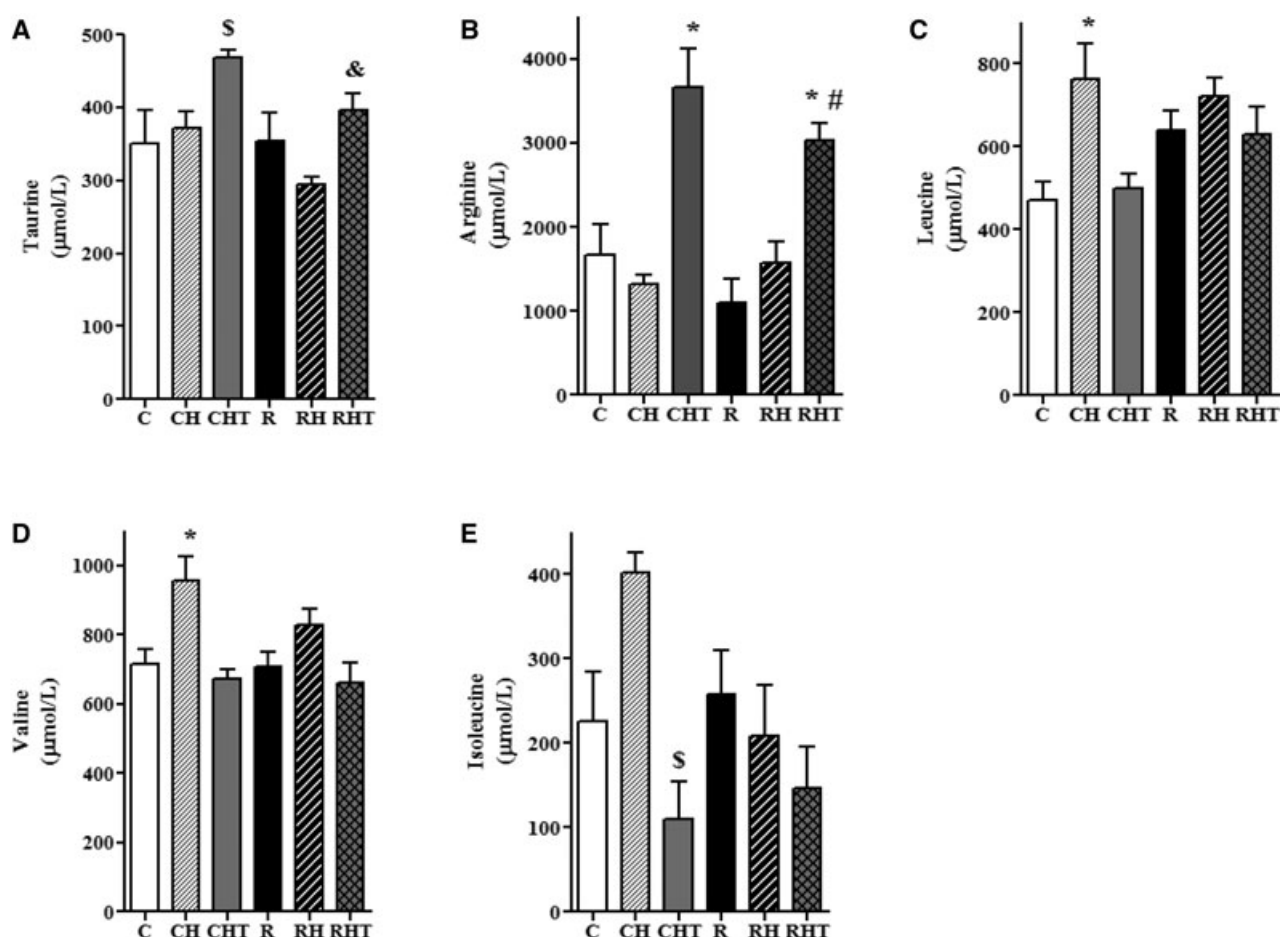 A
Taurine
(µmol/L)
500
400
300
200
100
0
$
&
C CH CHT R RH RHT
B
Arginine
(µmol/L)
4000
3000
2000
1000
0
*
* #
C CH CHT R RH RHT
C
Leucine
(µmol/L)
800
600
400
200
0
*
C CH CHT R RH RHT
D
Valine
(µmol/L)
1000
800
600
400
200
0
*
C CH CHT R RH RHT
E
Isoleucine
(µmol/L)
400
300
200
100
0
$
C CH CHT R RH RHT